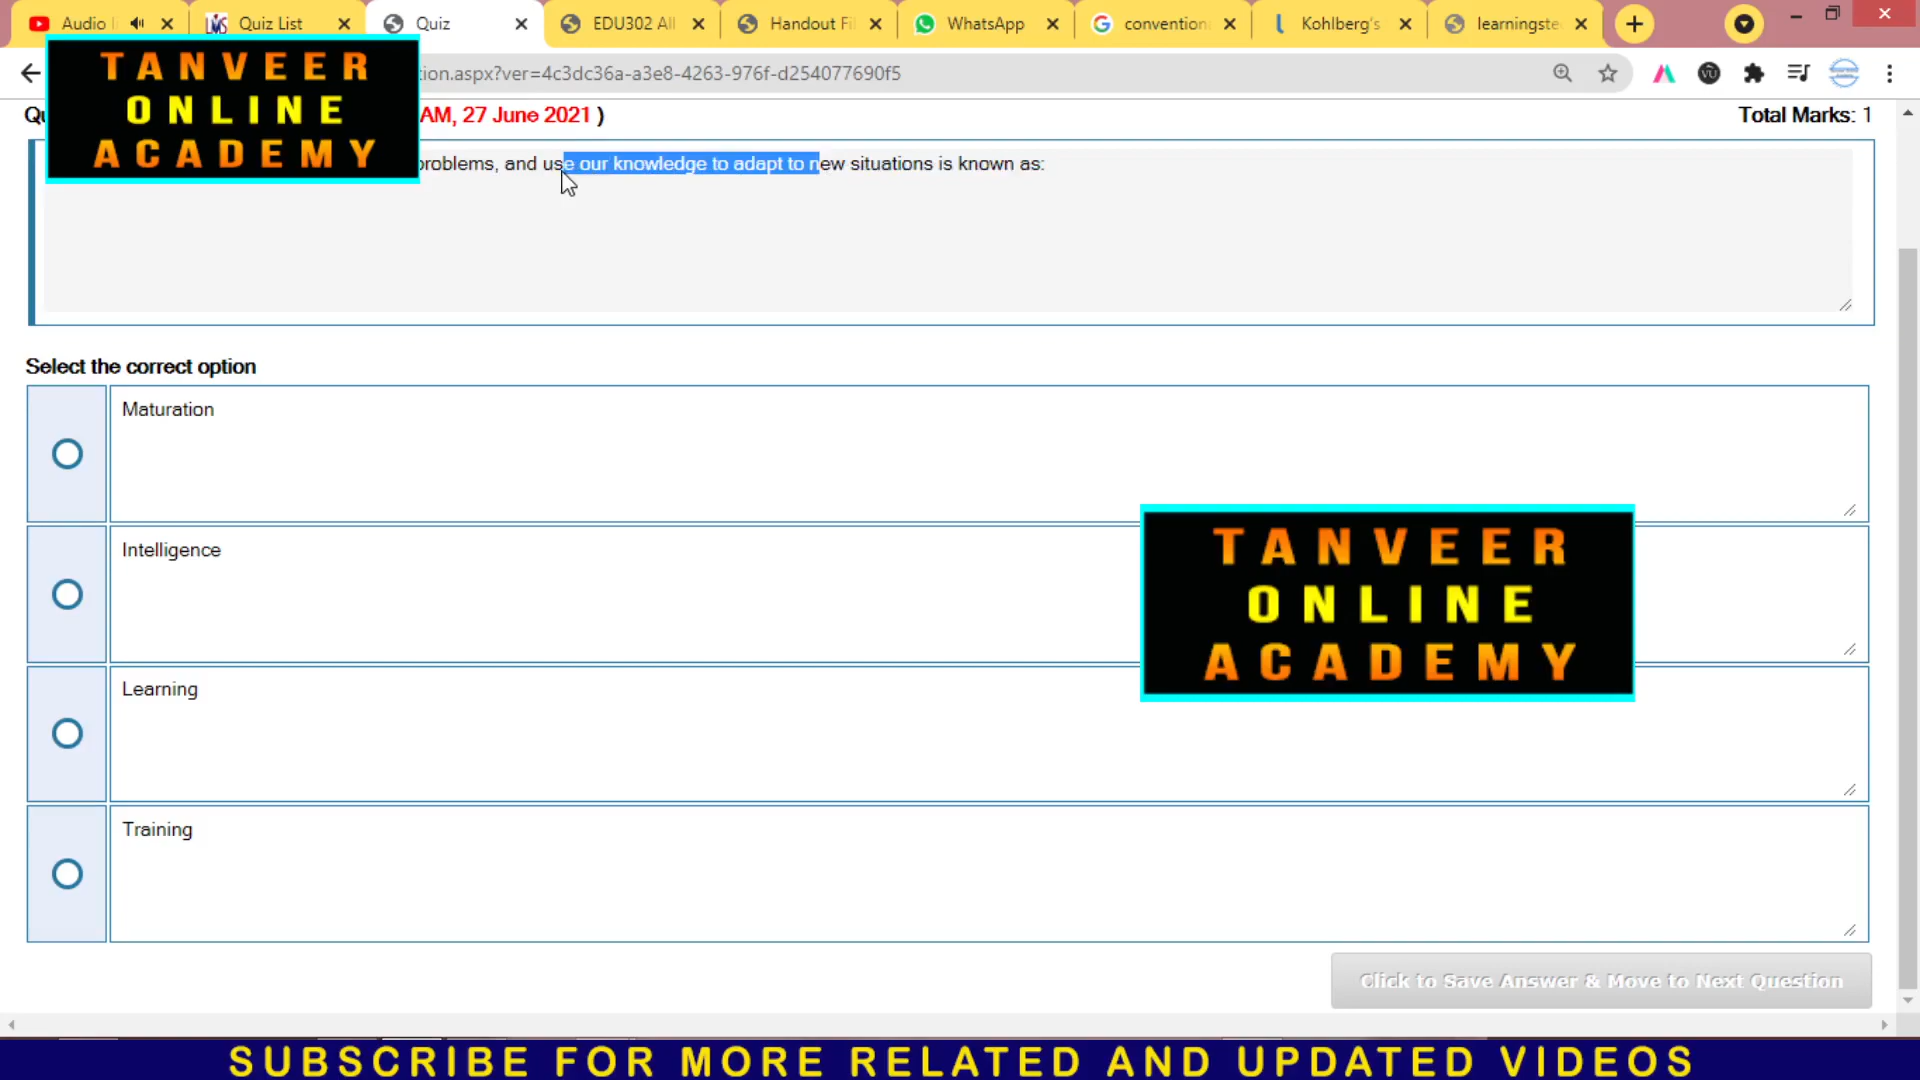 Audio
Quiz List
Quiz
EDU302 All
Handout Fi
WhatsApp
convention
Kohlberg's
learningste
TANVEER
ONLINE
ACADEMY
tion.aspx?ver=4c3dc36a-a3e8-4263-976f-d254077690f5
AM, 27 June 2021 )
Total Marks: 1
problems, and use our knowledge to adapt to new situations is known as:
Select the correct option
Maturation
Intelligence
TANVEER
ONLINE
ACADEMY
Learning
Training
Click to Save Answer & Move to Next Question
SUBSCRIBE FOR MORE RELATED AND UPDATED VIDEOS